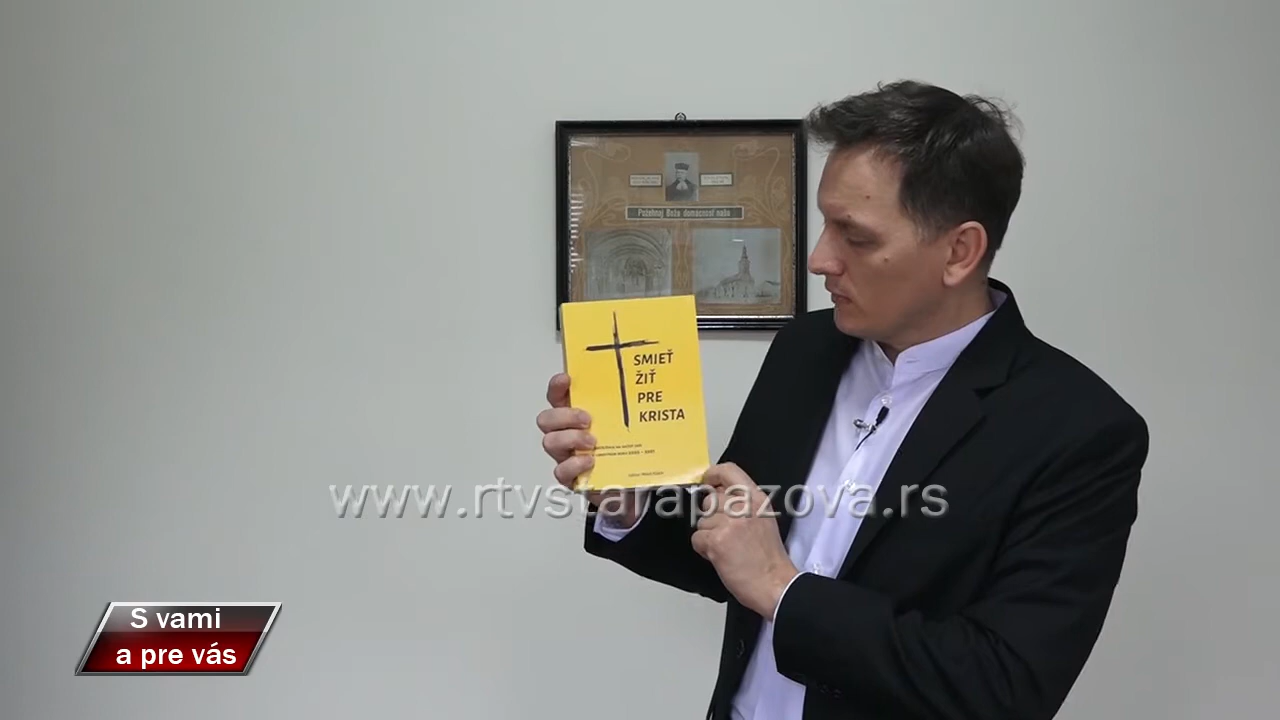 Požehnaj Bože domácnosť našu
SMIEŤ
ŽIŤ
PRE
KRISTA
www.rtvstarapazova.rs
S vami
a pre vás